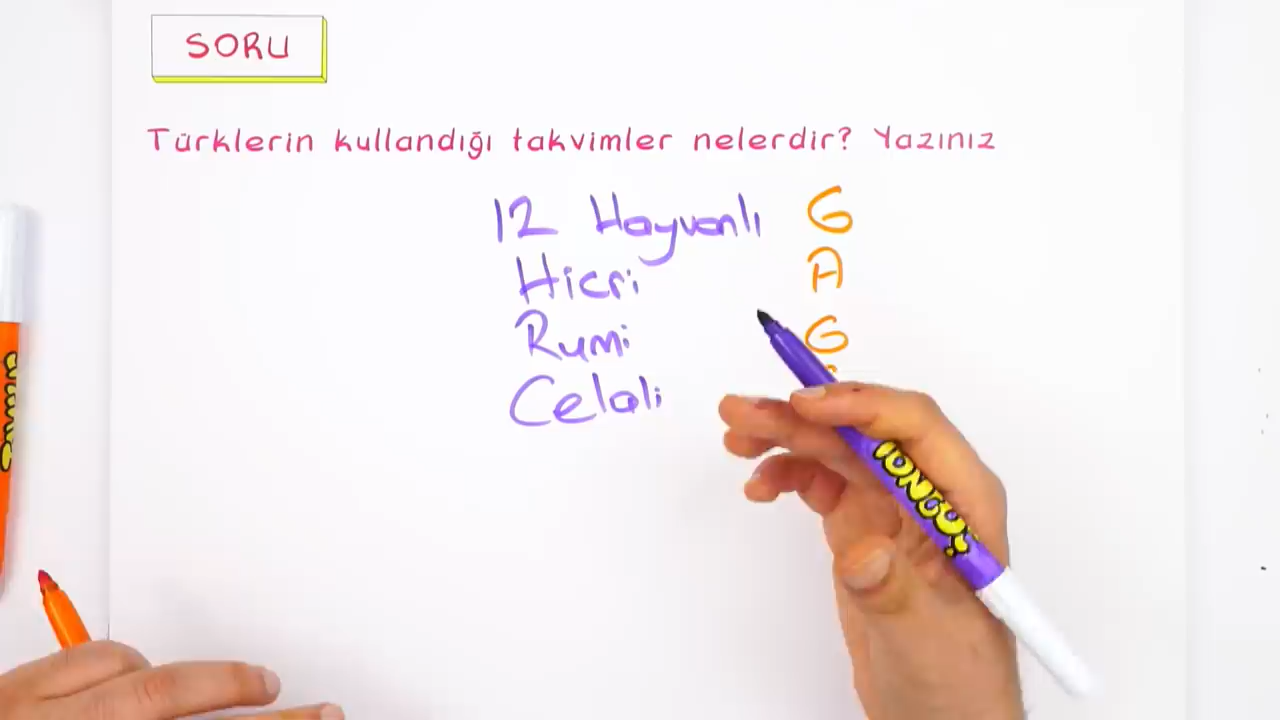 SORU
Türklerin kullandığı takvimler nelerdir? Yazınız
12 Hayvanlı G
Hicri A
Rumi G
Celali